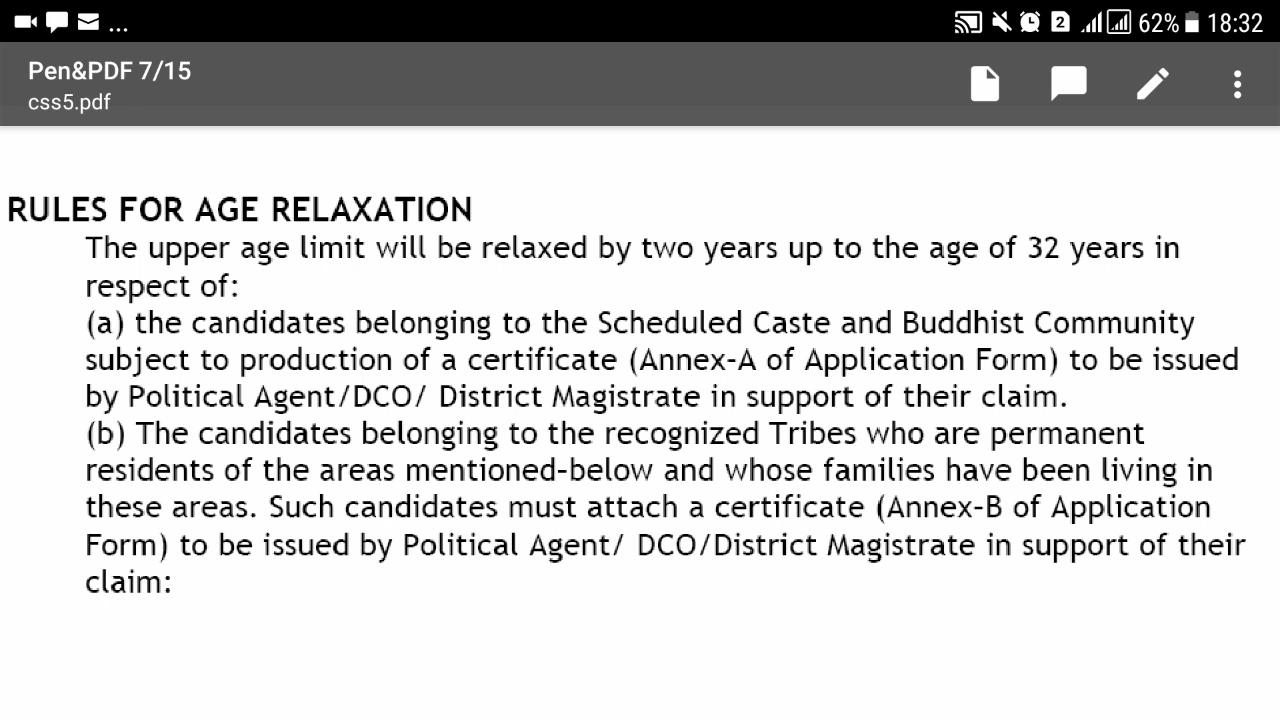 ... 2 62% 18:32
Pen&PDF 7/15
css5.pdf
RULES FOR AGE RELAXATION
The upper age limit will be relaxed by two years up to the age of 32 years in
respect of:
(a) the candidates belonging to the Scheduled Caste and Buddhist Community
subject to production of a certificate (Annex-A of Application Form) to be issued
by Political Agent/DCO/ District Magistrate in support of their claim.
(b) The candidates belonging to the recognized Tribes who are permanent
residents of the areas mentioned-below and whose families have been living in
these areas. Such candidates must attach a certificate (Annex-B of Application
Form) to be issued by Political Agent/ DCO/District Magistrate in support of their
claim: